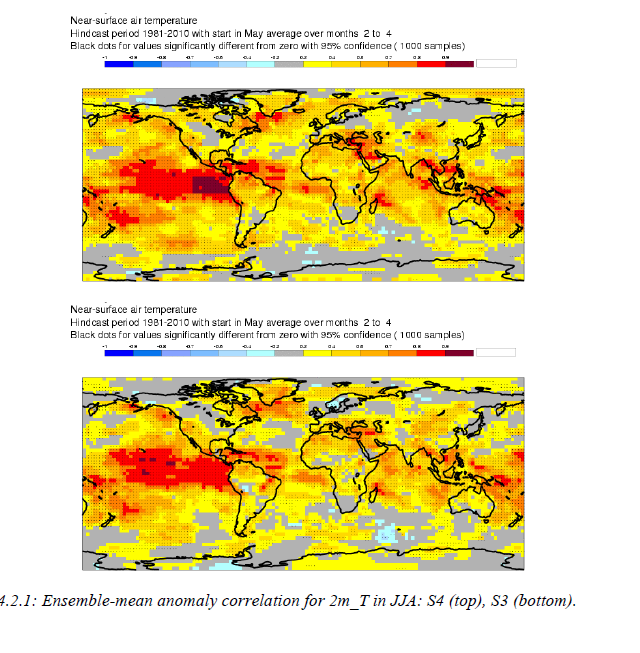 Near-surface air temperature
Hindcast period 1981-2010 with start in May average over months 2 to 4
Black dots for values significantly different from zero with 95% confidence ( 1000 samples)
Near-surface air temperature
Hindcast period 1981-2010 with start in May average over months 2 to 4
Black dots for values significantly different from zero with 95% confidence ( 1000 samples)
4.2.1: Ensemble-mean anomaly correlation for 2m_T in JJA: S4 (top), S3 (bottom).